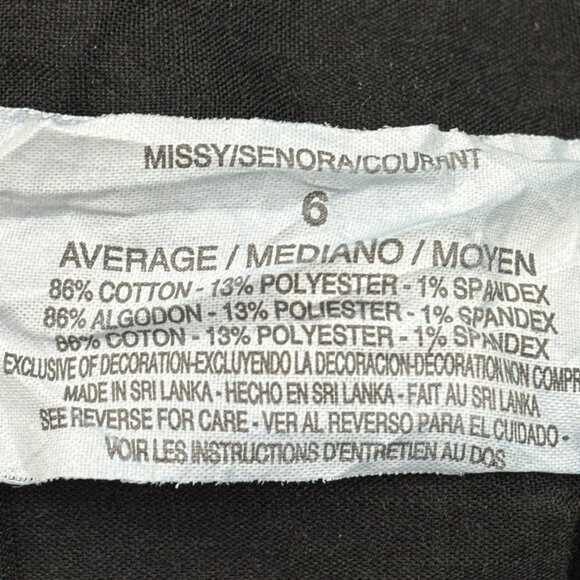 MISSY/SENORA/COURANT
6
AVERAGE / MEDIANO / MOYEN
86% COTTON - 13% POLYESTER - 1% SPANDEX
86% ALGODON - 13% POLIESTER - 1% SPANDEX
86% COTON - 13% POLYESTER - 1% SPANDEX
EXCLUSIVE OF DECORATION-EXCLUYENDO LA DECORACION-DÉCORATION NON COMPR
MADE IN SRI LANKA - HECHO EN SRI LANKA - FAIT AU SRI LANKA
SEE REVERSE FOR CARE - VER AL REVERSO PARA EL CUIDADO -
VOIR LES INSTRUCTIONS D'ENTRETIEN AU DOS